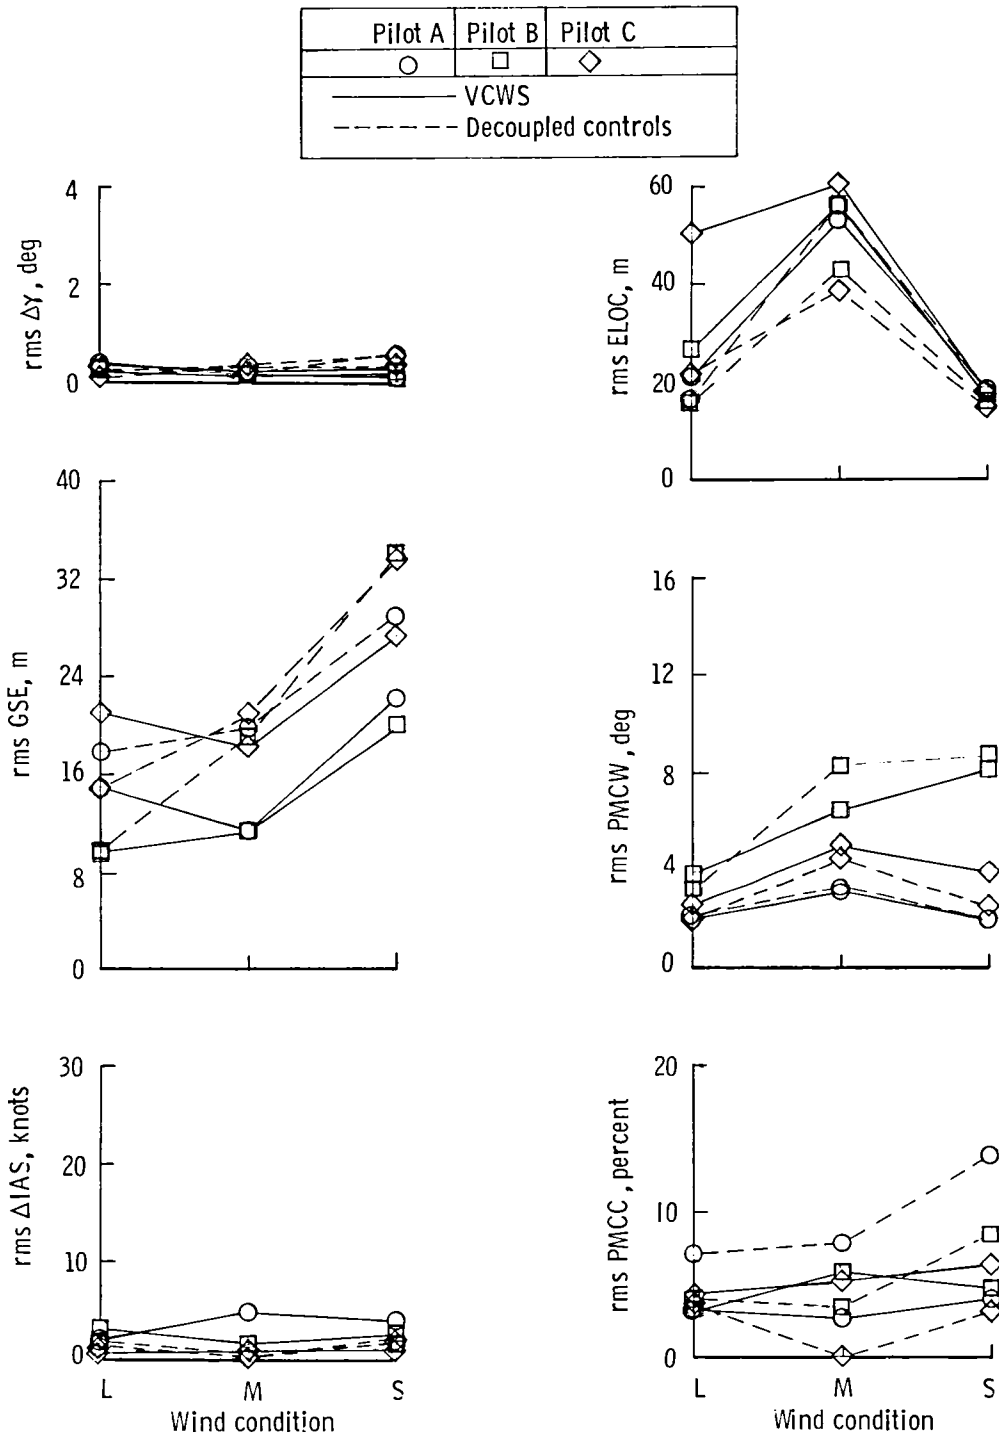 Pilot A Pilot B Pilot C
VCWS
Decoupled controls
rms Δγ, deg
4
2
0
rms ELOC, m
60
40
20
0
rms GSE, m
40
32
24
16
8
0
rms PMCW, deg
16
12
8
4
0
rms ΔIAS, knots
30
20
10
0
L M S
Wind condition
rms PMCC, percent
20
10
0
L M S
Wind condition